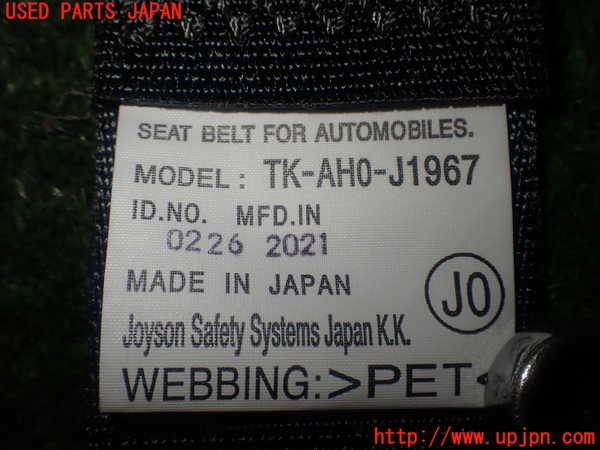 USED PARTS JAPAN
SEAT BELT FOR AUTOMOBILES.
MODEL: TK-AH0-J1967
ID.NO. MFD.IN
0226 2021
MADE IN JAPAN
J0
Joyson Safety Systems Japan K.K.
WEBBING:>PET<
http://www.upjpn.com